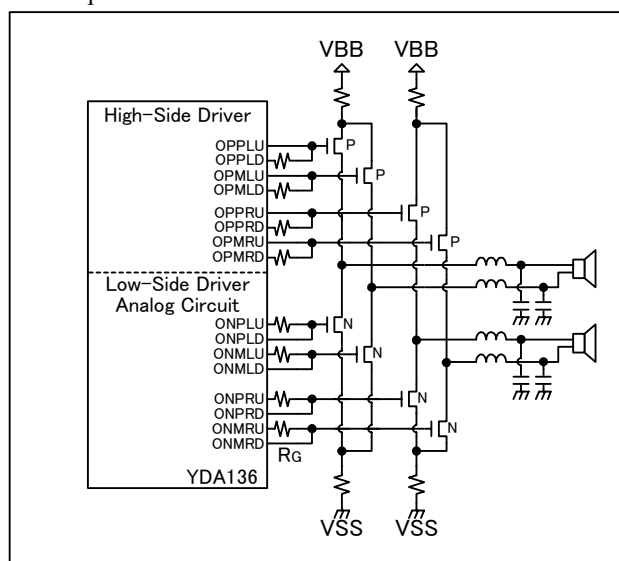 VBB VBB
High-Side Driver
OPPLU
P
OPPLD
OPMLU
P
OPMLD
OPPRU
P
OPPRD
OPMRU
P
OPMRD
Low-Side Driver
Analog Circuit
ONPLU
N
ONPLD
ONMLU
N
ONMLD
ONPRU
N
ONPRD
ONMRU
N
ONMRD
RG
YDA136
VSS VSS